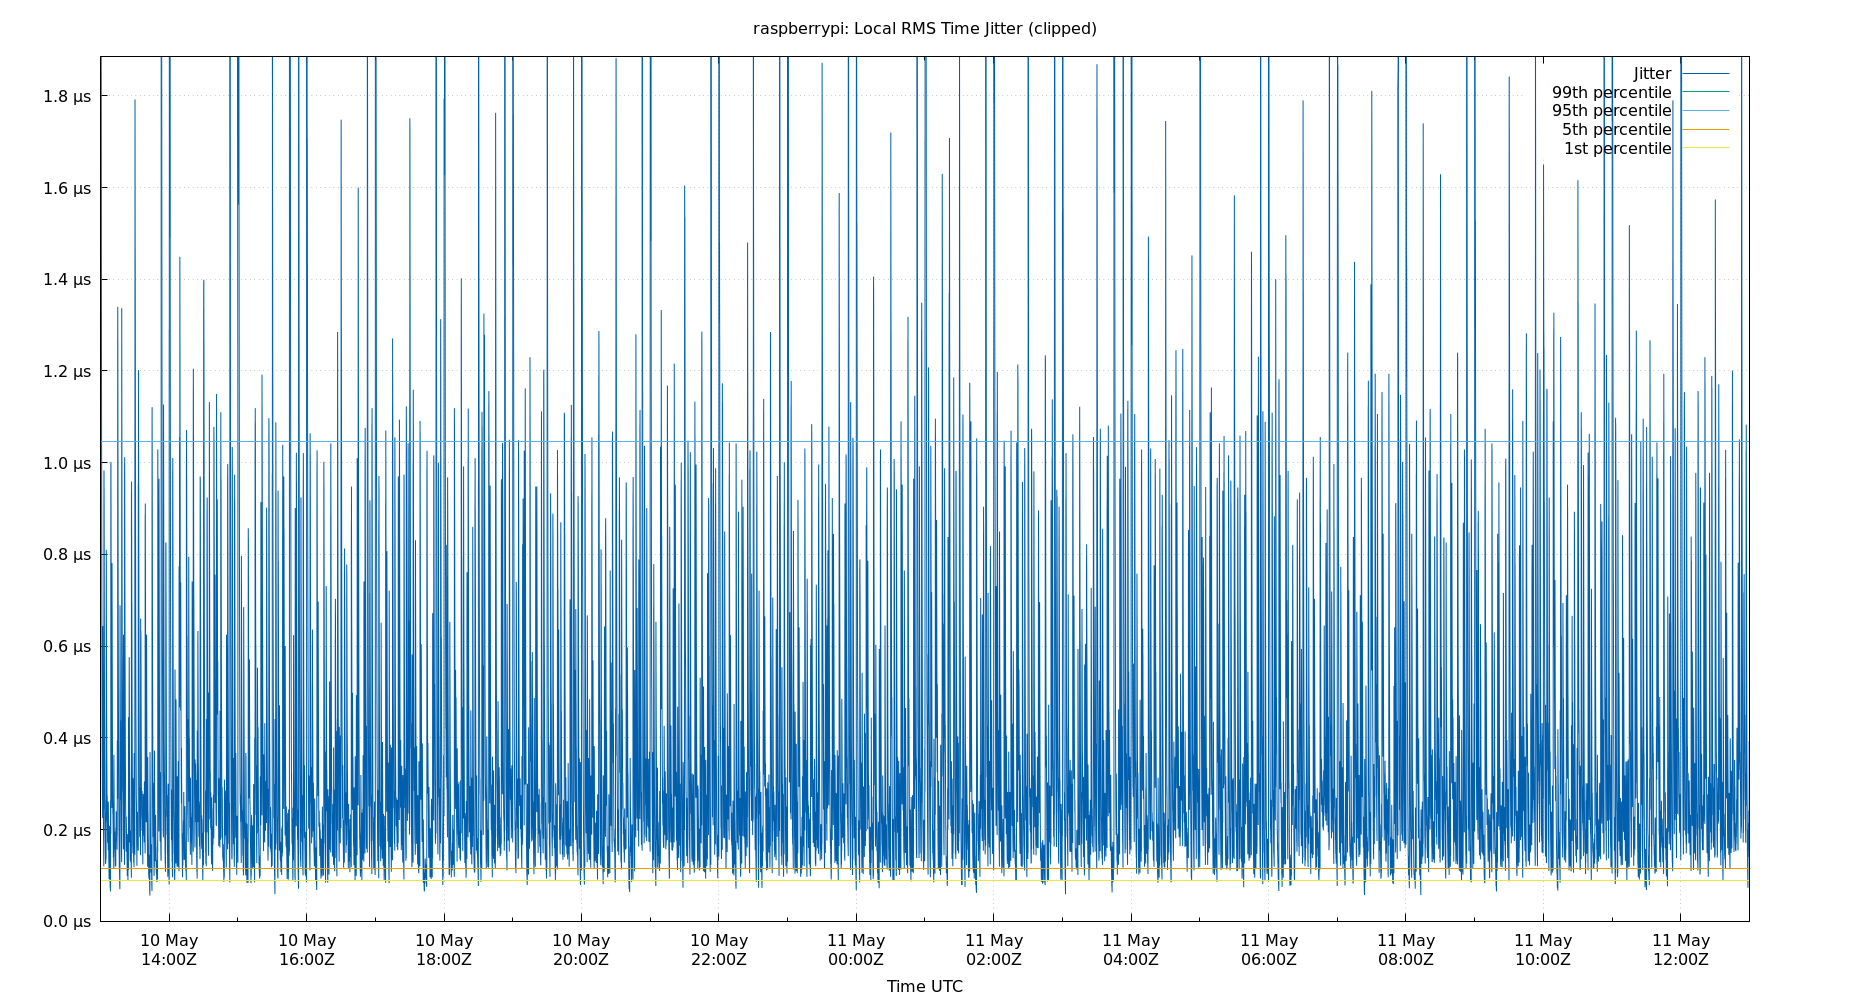 raspberrypi: Local RMS Time Jitter (clipped)
Jitter
99th percentile
95th percentile
5th percentile
1st percentile
1.8 µs
1.6 µs
1.4 µs
1.2 µs
1.0 µs
0.8 µs
0.6 µs
0.4 µs
0.2 µs
0.0 µs
10 May 10 May 10 May 10 May 10 May 11 May 11 May 11 May 11 May 11 May 11 May 11 May
14:00Z 16:00Z 18:00Z 20:00Z 22:00Z 00:00Z 02:00Z 04:00Z 06:00Z 08:00Z 10:00Z 12:00Z
Time UTC